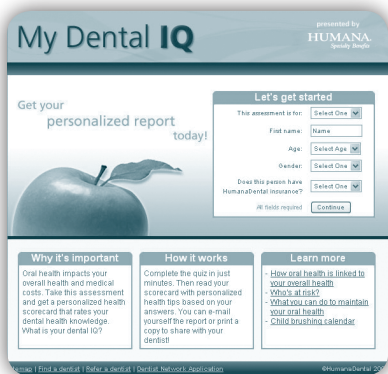 My Dental IQ
presented by
HUMANA.
Specialty Benefits
Get your
personalized report
today!
Let's get started
This assessment is for: Select One
First name: Name
Age: Select Age
Gender: Select One
Does this person have
HumanaDental insurance? Select One
All fields required Continue
Why it's important
Oral health impacts your
overall health and medical
costs. Take this assessment
and get a personalized health
scorecard that rates your
dental health knowledge.
What is your dental IQ?
How it works
Complete the quiz in just
minutes. Then read your
scorecard with personalized
health tips based on your
answers. You can e-mail
yourself the report or print a
copy to share with your
dentist!
Learn more
- How oral health is linked to
your overall health
- Who's at risk?
- What you can do to maintain
your oral health
- Child brushing calendar
temap | Find a dentist | Refer a dentist | Dentist Network Application
©HumanaDental 20